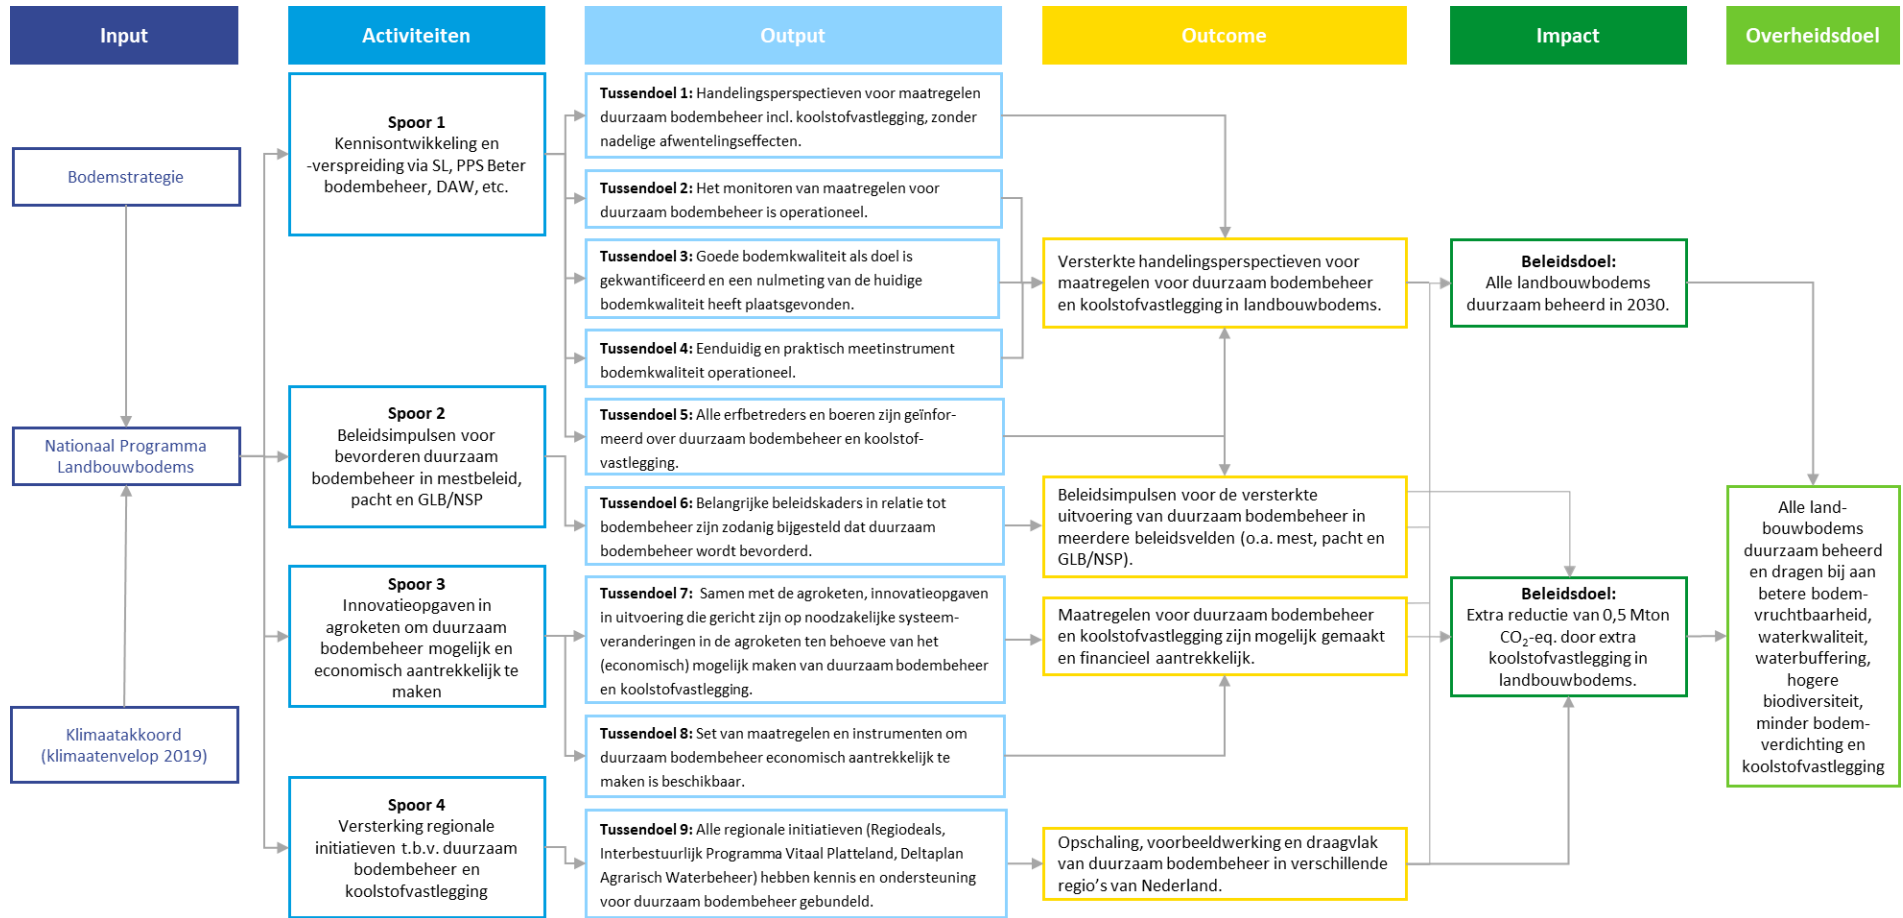 Input
Activiteiten
Output
Outcome
Impact
Overheidsdoel
Bodemstrategie
Nationaal Programma
Landbouwbodems
Klimaatakkoord
(klimaatenvelop 2019)
Spoor 1
Kennisontwikkeling en
-verspreiding via SL, PPS Beter
bodembeheer, DAW, etc.
Spoor 2
Beleidsimpulsen voor
bevorderen duurzaam
bodembeheer in mestbeleid,
pacht en GLB/NSP
Spoor 3
Innovatieopgaven in
agroketen om duurzaam
bodembeheer mogelijk en
economisch aantrekkelijk te
maken
Spoor 4
Versterking regionale
initiatieven t.b.v. duurzaam
bodembeheer en
koolstofvastlegging
Tussendoel 1: Handelingsperspectieven voor maatregelen
duurzaam bodembeheer incl. koolstofvastlegging, zonder
nadelige afwentelingseffecten.
Tussendoel 2: Het monitoren van maatregelen voor
duurzaam bodembeheer is operationeel.
Tussendoel 3: Goede bodemkwaliteit als doel is
gekwantificeerd en een nulmeting van de huidige
bodemkwaliteit heeft plaatsgevonden.
Tussendoel 4: Eenduidig en praktisch meetinstrument
bodemkwaliteit operationeel.
Tussendoel 5: Alle erfbetreders en boeren zijn geïnfor-
meerd over duurzaam bodembeheer en koolstof-
vastlegging.
Tussendoel 6: Belangrijke beleidskaders in relatie tot
bodembeheer zijn zodanig bijgesteld dat duurzaam
bodembeheer wordt bevorderd.
Tussendoel 7: Samen met de agroketen, innovatieopgaven
in uitvoering die gericht zijn op noodzakelijke systeem-
veranderingen in de agroketen ten behoeve van het
(economisch) mogelijk maken van duurzaam bodembeheer
en koolstofvastlegging.
Tussendoel 8: Set van maatregelen en instrumenten om
duurzaam bodembeheer economisch aantrekkelijk te
maken is beschikbaar.
Tussendoel 9: Alle regionale initiatieven (Regiodeals,
Interbestuurlijk Programma Vitaal Platteland, Deltaplan
Agrarisch Waterbeheer) hebben kennis en ondersteuning
voor duurzaam bodembeheer gebundeld.
Versterkte handelingsperspectieven voor
maatregelen voor duurzaam bodembeheer
en koolstofvastlegging in landbouwbodems.
Beleidsimpulsen voor de versterkte
uitvoering van duurzaam bodembeheer in
meerdere beleidsvelden (o.a. mest, pacht en
GLB/NSP).
Maatregelen voor duurzaam bodembeheer
en koolstofvastlegging zijn mogelijk gemaakt
en financieel aantrekkelijk.
Opschaling, voorbeeldwerking en draagvlak
van duurzaam bodembeheer in verschillende
regio's van Nederland.
Beleidsdoel:
Alle landbouwbodems
duurzaam beheerd in 2030.
Beleidsdoel:
Extra reductie van 0,5 Mton
CO₂-eq. door extra
koolstofvastlegging in
landbouwbodems.
Alle land-
bouwbodems
duurzaam beheerd
en dragen bij aan
betere bodem-
vruchtbaarheid,
waterkwaliteit,
waterbuffering,
hogere
biodiversiteit,
minder bodem-
verdichting en
koolstofvastlegging